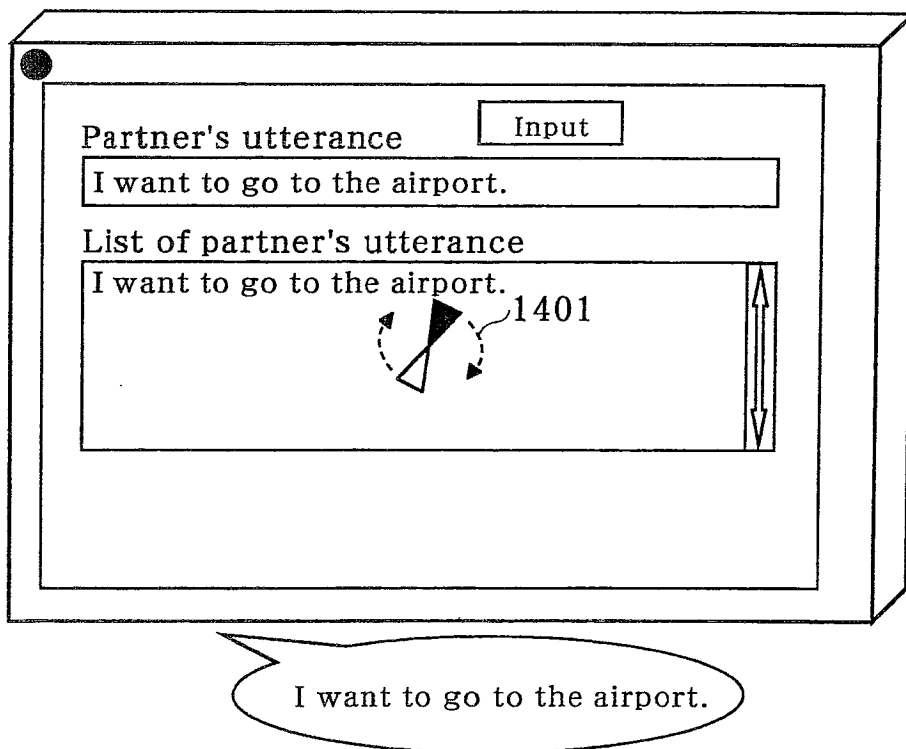 Input
Partner's utterance
I want to go to the airport.
List of partner's utterance
I want to go to the airport.
1401
I want to go to the airport.